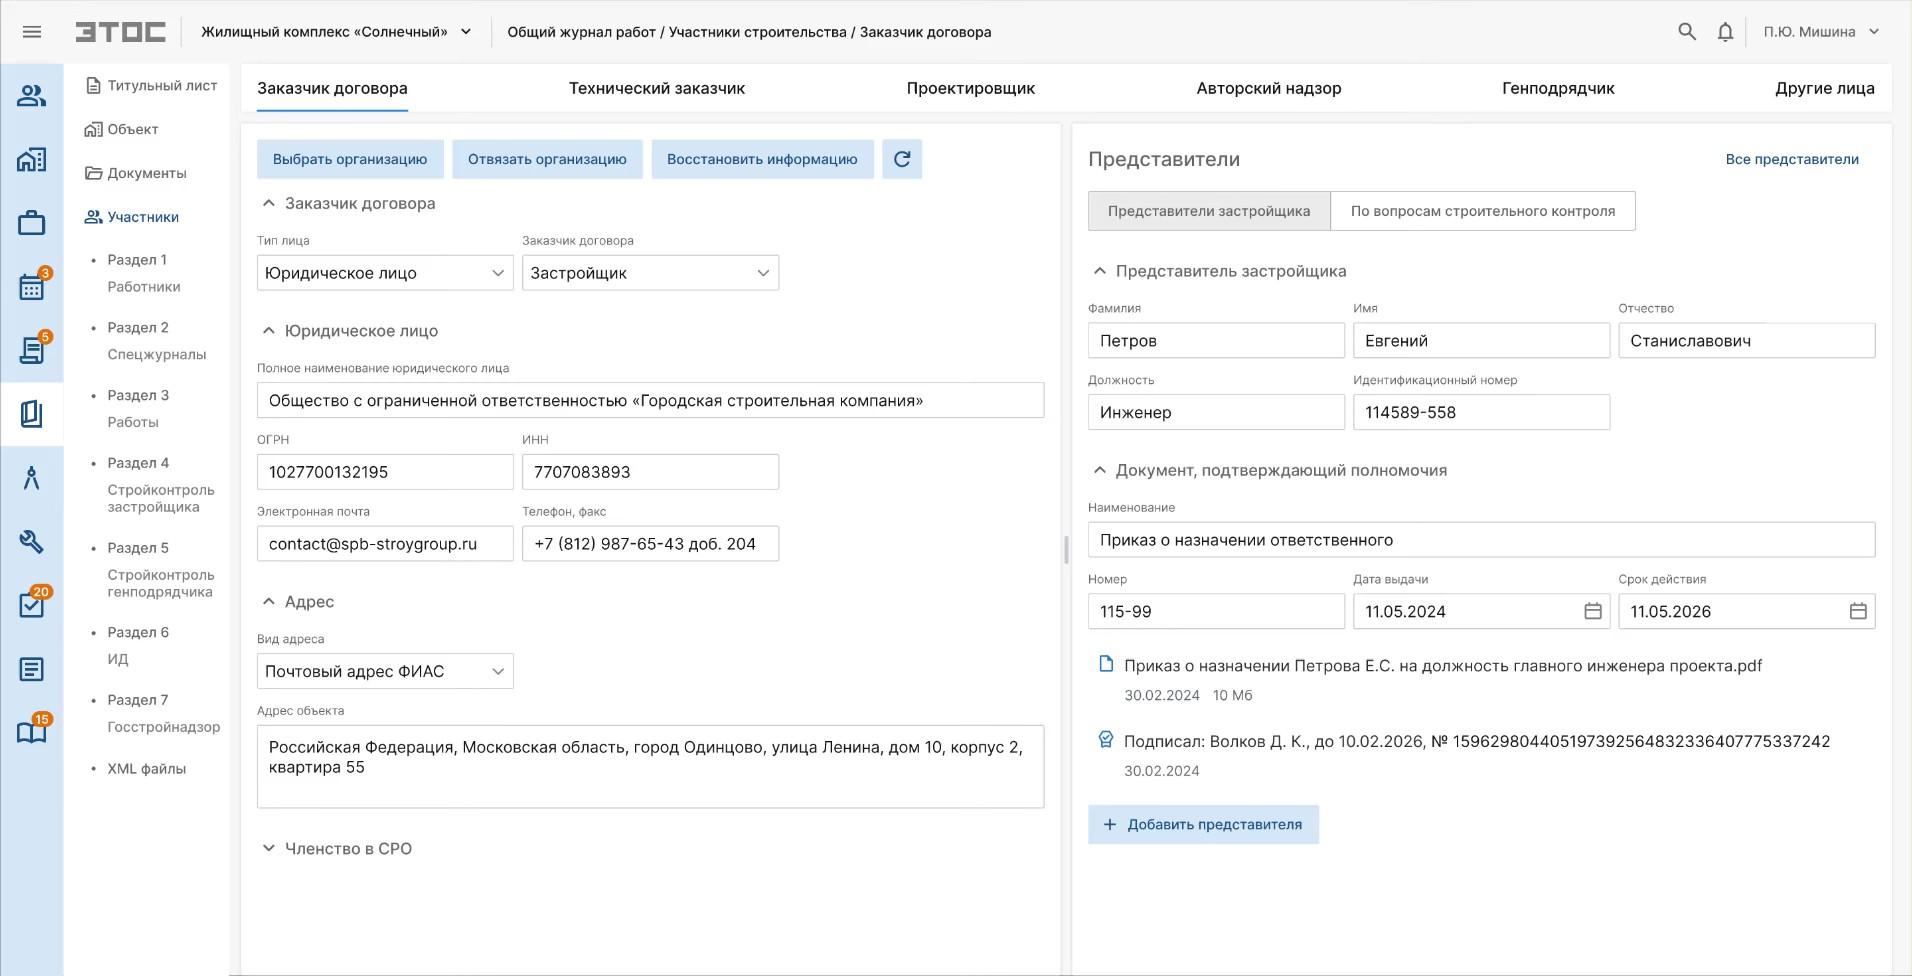 ЭТОС
Жилищный комплекс «Солнечный»
Общий журнал работ / Участники строительства / Заказчик договора
П.Ю. Мишина
3
5
20
15
Титульный лист
Объект
Документы
Участники
Раздел 1
Работники
Раздел 2
Спецжурналы
Раздел 3
Работы
Раздел 4
Стройконтроль
застройщика
Раздел 5
Стройконтроль
генподрядчика
Раздел 6
ИД
Раздел 7
Госстройнадзор
XML файлы
Заказчик договора
Технический заказчик
Проектировщик
Авторский надзор
Генподрядчик
Другие лица
Выбрать организацию
Отвязать организацию
Восстановить информацию
Заказчик договора
Тип лица
Заказчик договора
Юридическое лицо
Застройщик
Юридическое лицо
Полное наименование юридического лица
Общество с ограниченной ответственностью «Городская строительная компания»
ОГРН
ИНН
1027700132195
7707083893
Электронная почта
Телефон, факс
contact@spb-stroygroup.ru
+7 (812) 987-65-43 доб. 204
Адрес
Вид адреса
Почтовый адрес ФИАС
Адрес объекта
Российская Федерация, Московская область, город Одинцово, улица Ленина, дом 10, корпус 2,
квартира 55
Членство в СРО
Представители
Все представители
Представители застройщика
По вопросам строительного контроля
Представитель застройщика
Фамилия
Имя
Отчество
Петров
Евгений
Станиславович
Должность
Идентификационный номер
Инженер
114589-558
Документ, подтверждающий полномочия
Наименование
Приказ о назначении ответственного
Номер
Дата выдачи
Срок действия
115-99
11.05.2024
11.05.2026
Приказ о назначении Петрова Е.С. на должность главного инженера проекта.pdf
30.02.2024 10 Мб
Подписал: Волков Д. К., до 10.02.2026, № 159629804405197392564832336407775337242
30.02.2024
+ Добавить представителя